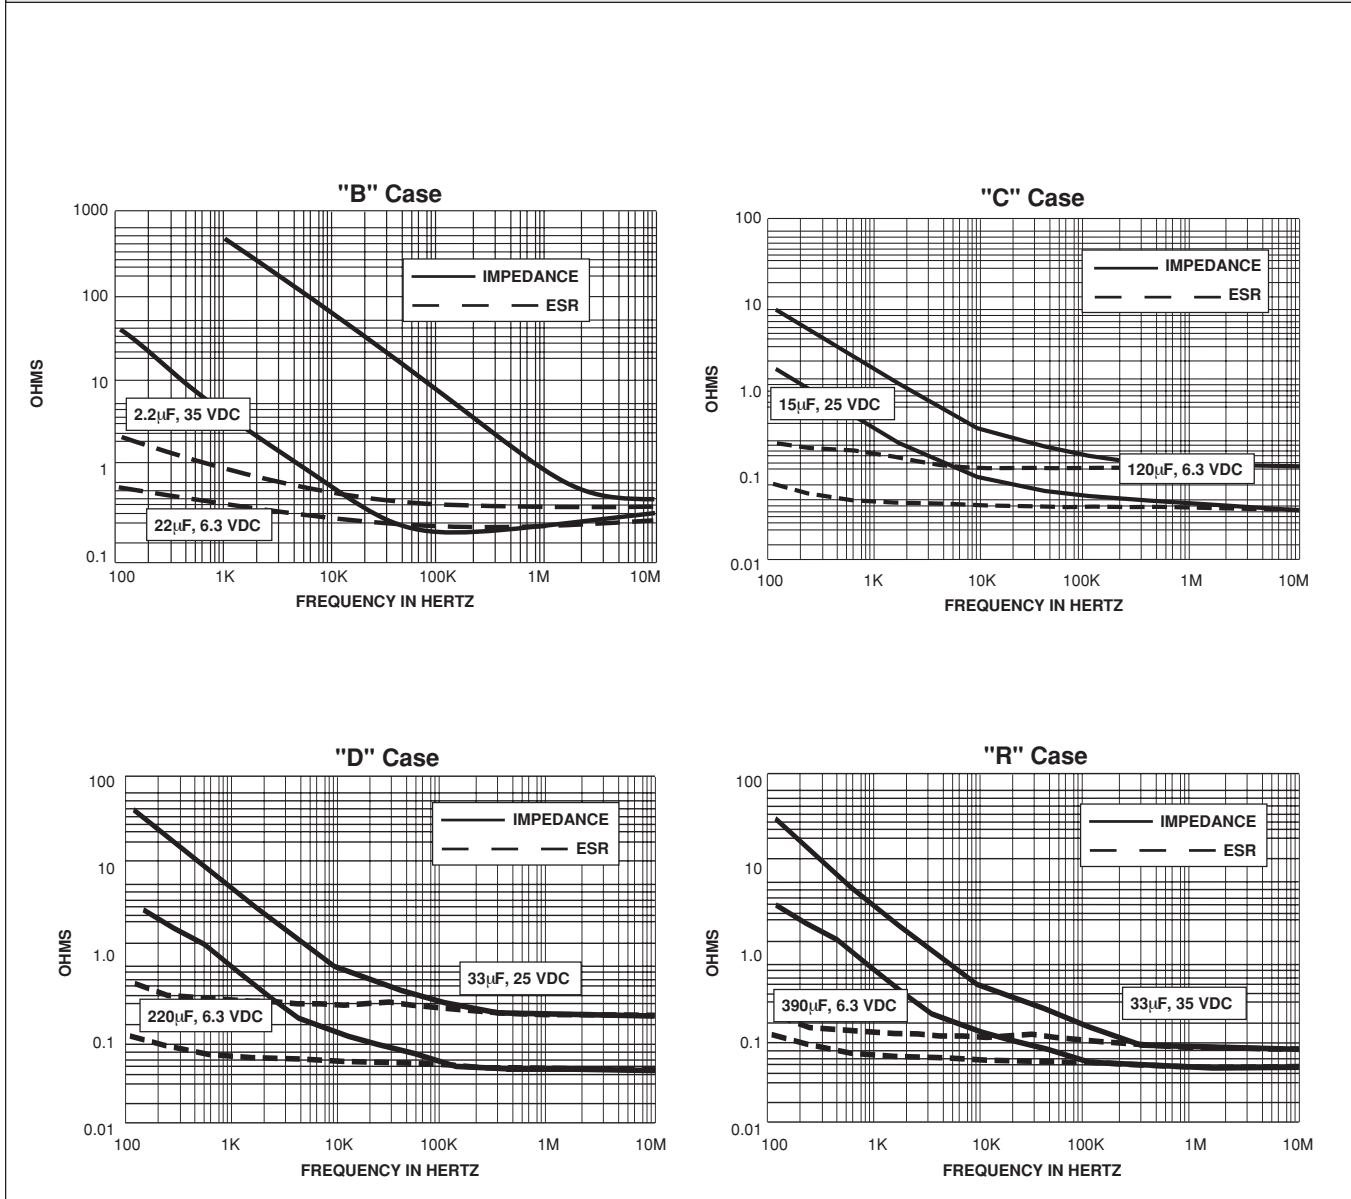 "B" Case
1000
100
10
1
0.1
OHMS
IMPEDANCE
ESR
2.2µF, 35 VDC
22µF, 6.3 VDC
100 1K 10K 100K 1M 10M
FREQUENCY IN HERTZ
"C" Case
100
10
1.0
0.1
0.01
OHMS
IMPEDANCE
ESR
15µF, 25 VDC
120µF, 6.3 VDC
100 1K 10K 100K 1M 10M
FREQUENCY IN HERTZ
"D" Case
100
10
1.0
0.1
0.01
OHMS
IMPEDANCE
ESR
33µF, 25 VDC
220µF, 6.3 VDC
100 1K 10K 100K 1M 10M
FREQUENCY IN HERTZ
"R" Case
100
10
1.0
0.1
0.01
OHMS
IMPEDANCE
ESR
390µF, 6.3 VDC
33µF, 35 VDC
100 1K 10K 100K 1M 10M
FREQUENCY IN HERTZ